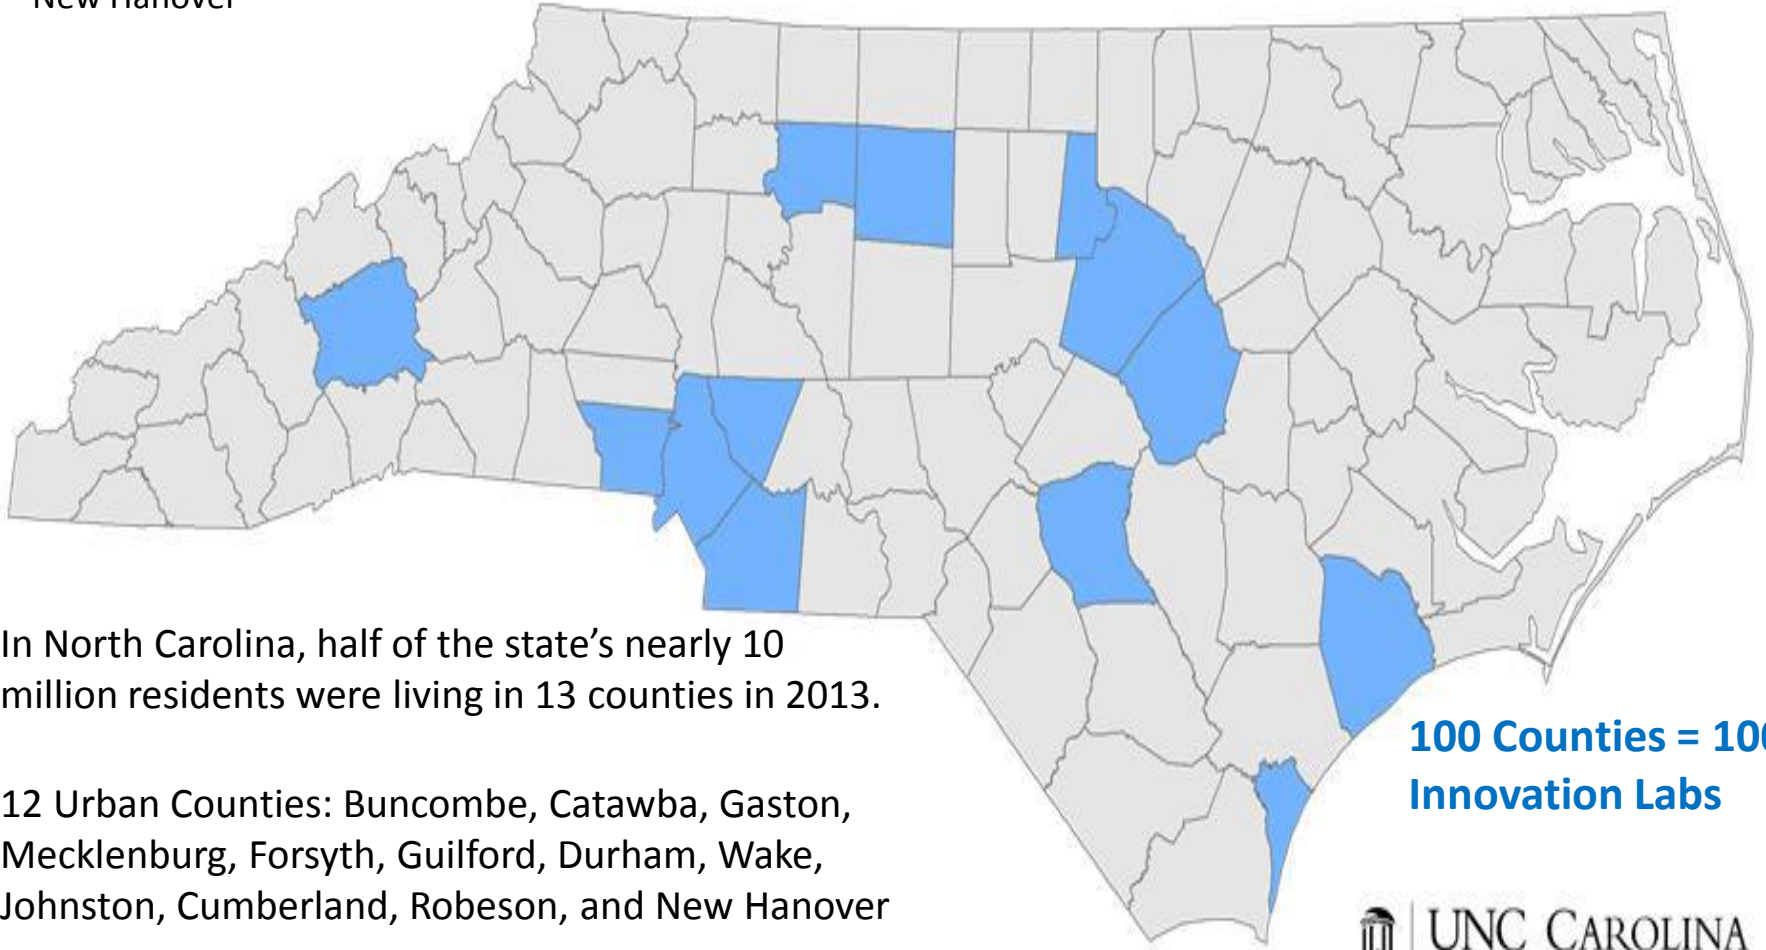 New Hanover
In North Carolina, half of the state’s nearly 10
million residents were living in 13 counties in 2013.
12 Urban Counties: Buncombe, Catawba, Gaston,
Mecklenburg, Forsyth, Guilford, Durham, Wake,
Johnston, Cumberland, Robeson, and New Hanover
100 Counties = 100
Innovation Labs
UNC CAROLINA